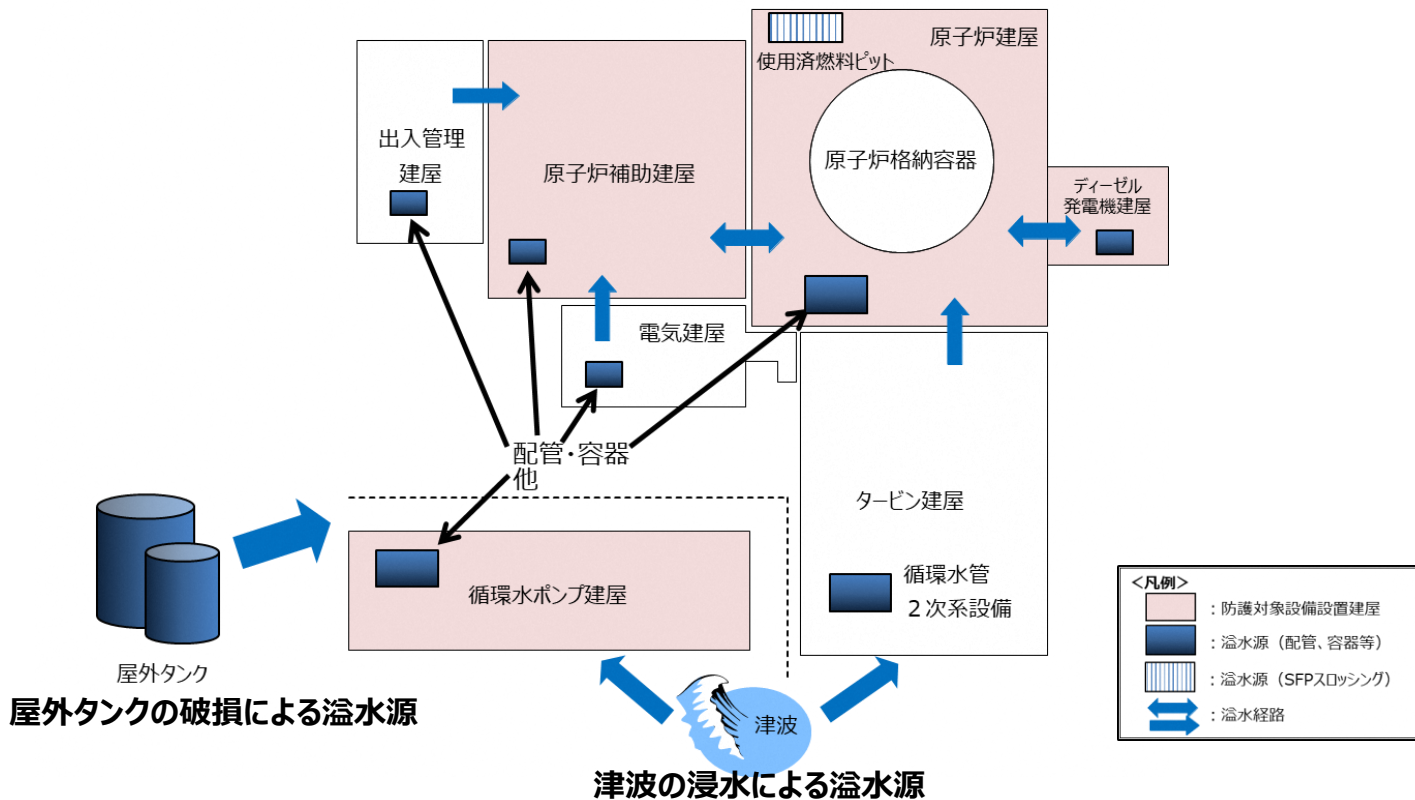 使用済燃料ピット
原子炉建屋
出入管理
建屋
原子炉補助建屋
原子炉格納容器
ディーゼル
発電機建屋
電気建屋
配管・容器
他
タービン建屋
循環水管
２次系設備
循環水ポンプ建屋
屋外タンク
屋外タンクの破損による溢水源
津波
津波の浸水による溢水源
＜凡例＞
：防護対象設備設置建屋
：溢水源（配管、容器等）
：溢水源（SFPスロッシング）
：溢水経路